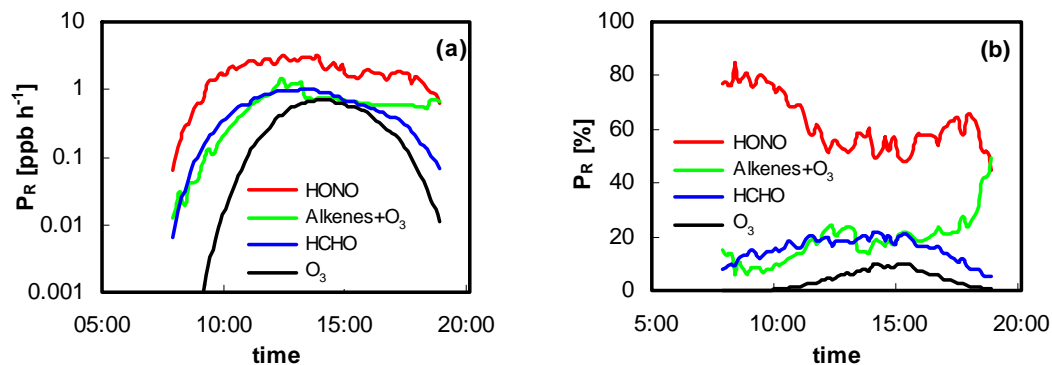 (a)
P_R [ppb h⁻¹]
10
1
0.1
0.01
0.001
HONO
Alkenes+O₃
HCHO
O₃
05:00 10:00 15:00 20:00
time
(b)
P_R [%]
100
80
60
40
20
0
HONO
Alkenes+O₃
HCHO
O₃
5:00 10:00 15:00 20:00
time